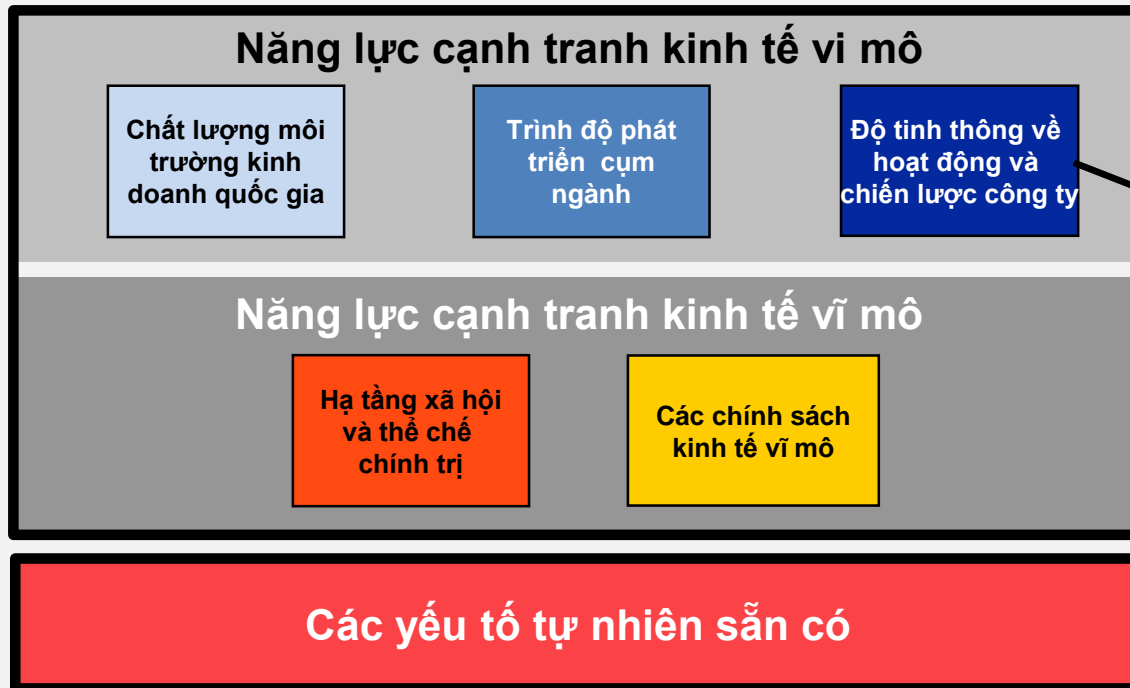 Năng lực cạnh tranh kinh tế vi mô
Chất lượng môi
trường kinh
doanh quốc gia
Trình độ phát
triển cụm
ngành
Độ tinh thông về
hoạt động và
chiến lược công ty
Năng lực cạnh tranh kinh tế vĩ mô
Hạ tầng xã hội
và thể chế
chính trị
Các chính sách
kinh tế vĩ mô
Các yếu tố tự nhiên sẵn có